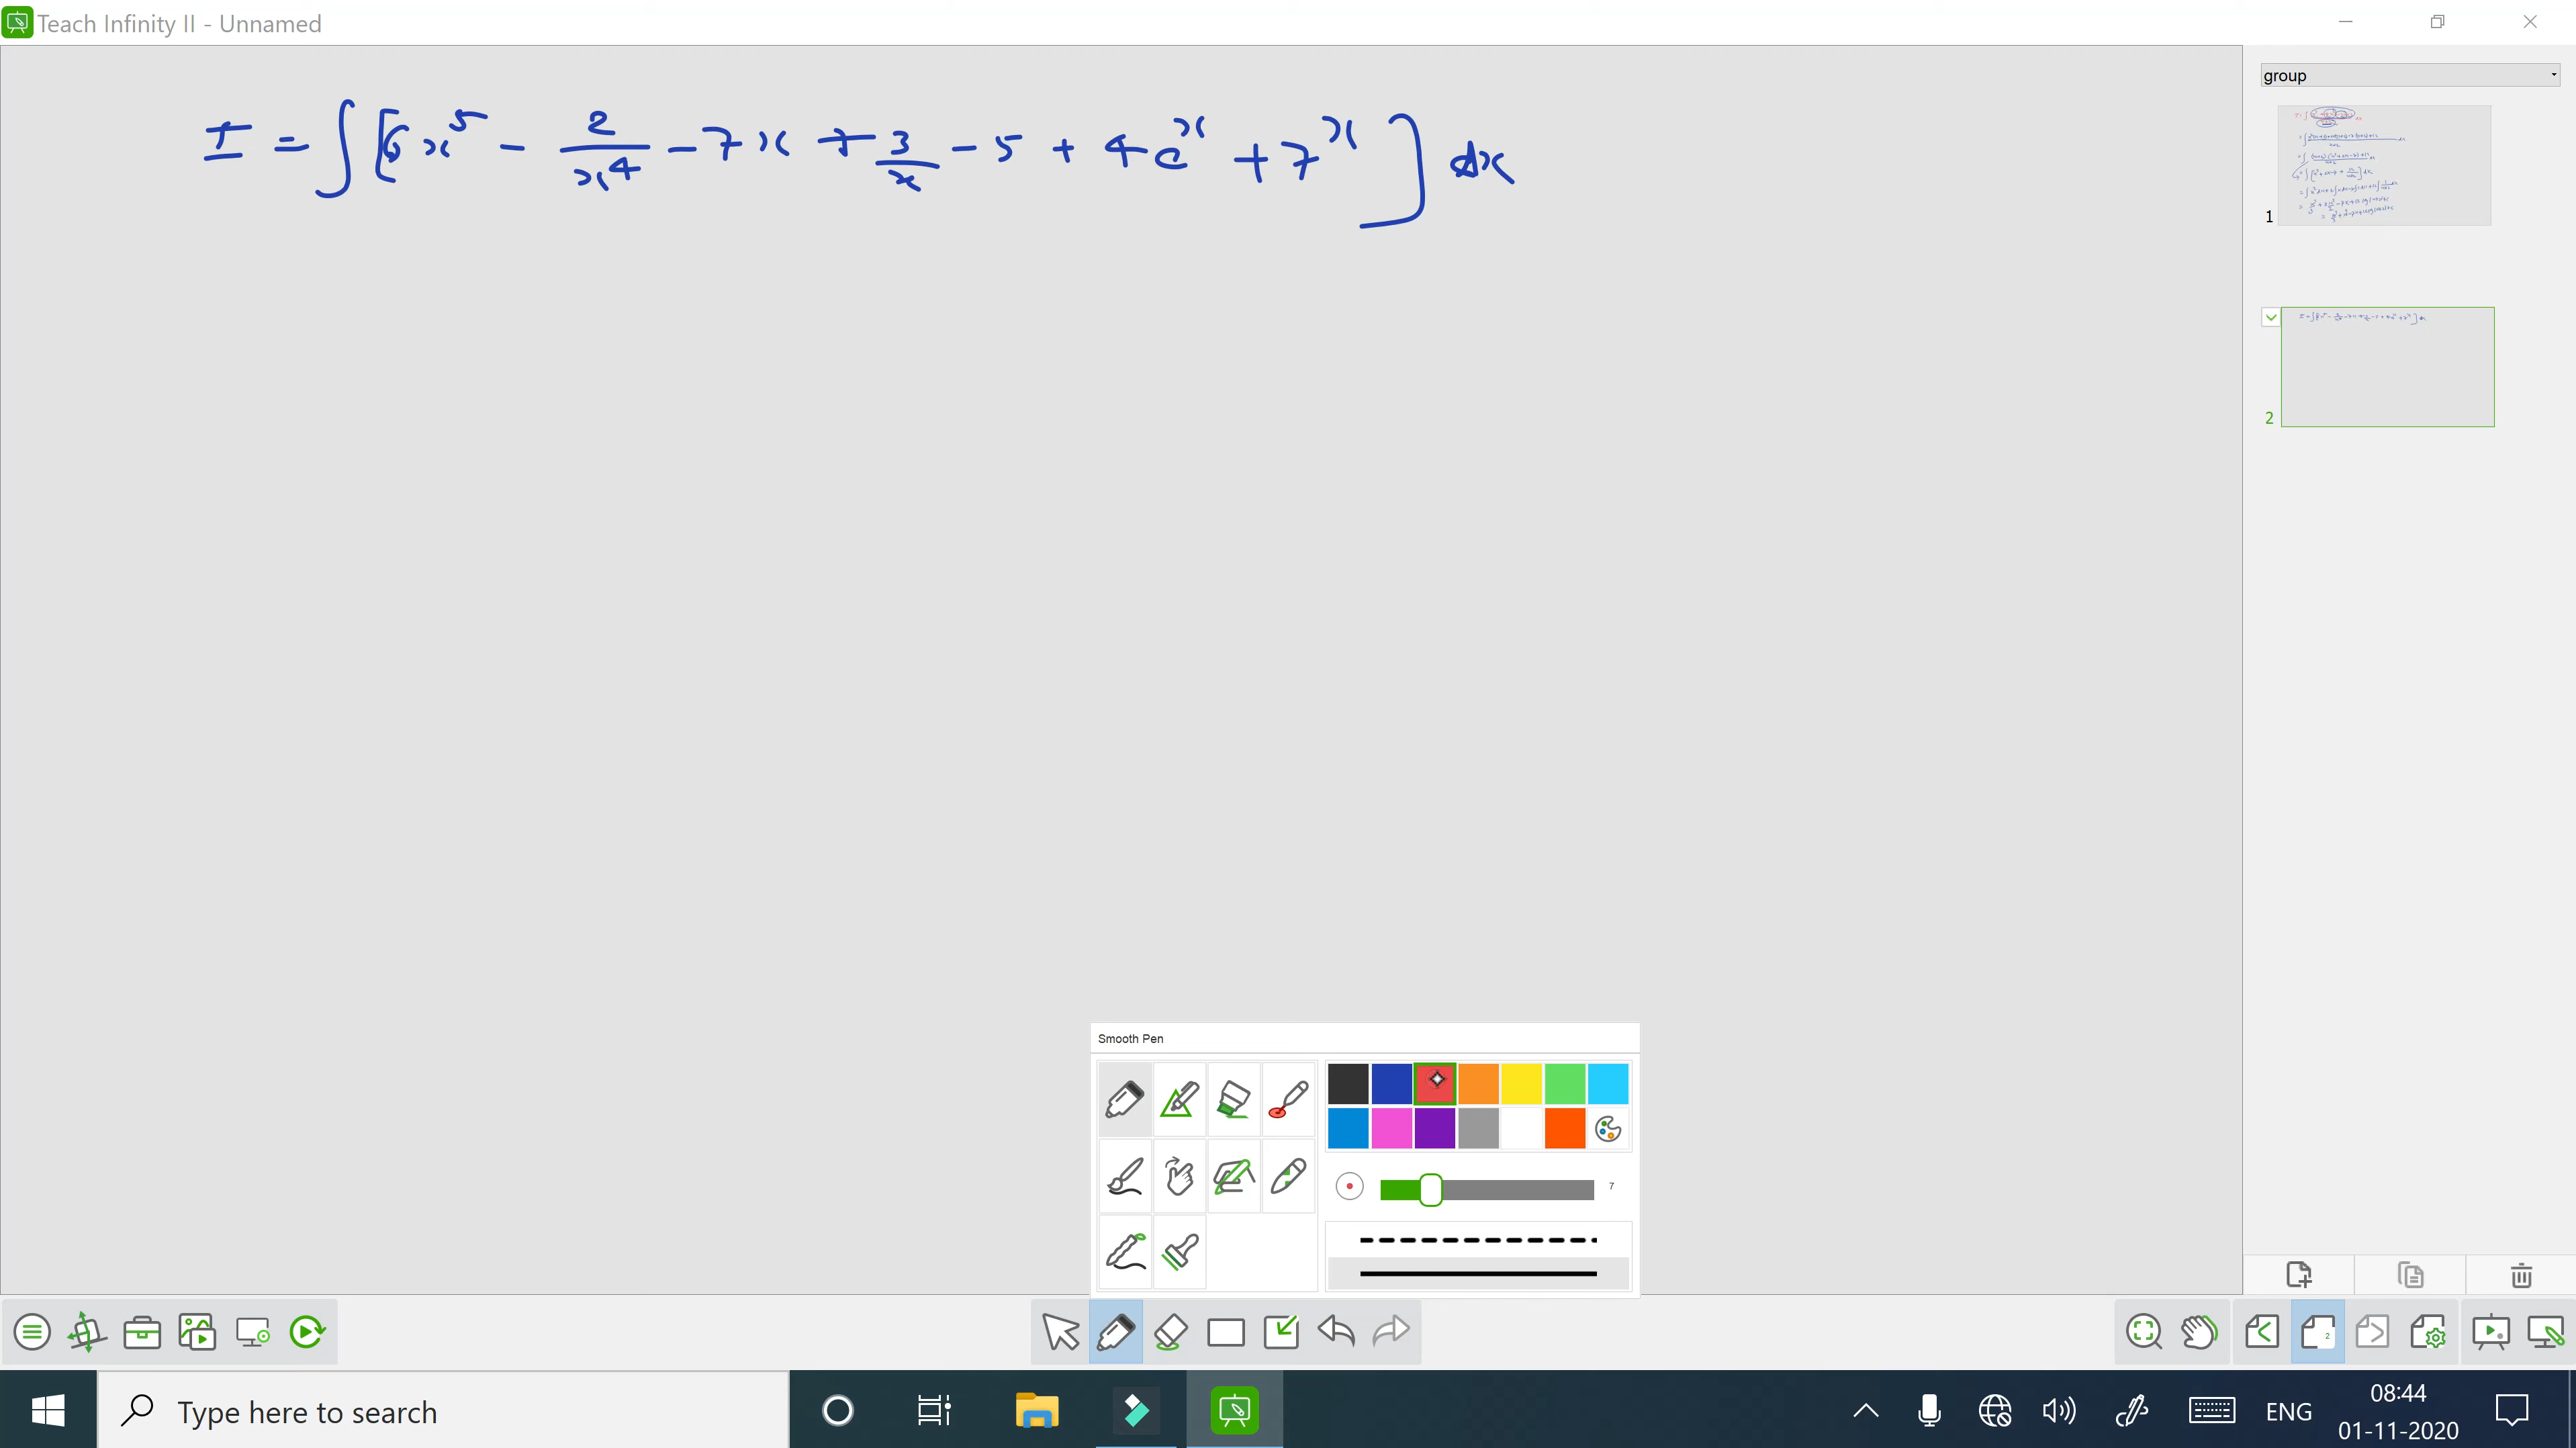 Teach Infinity II - Unnamed
group
I = ∫[6x⁵ - 2/x⁴ - 7x + 3/x - 5 + 4eˣ + 7ˣ] dx
1
2
Smooth Pen
7
2
Type here to search
ENG
08:44
01-11-2020